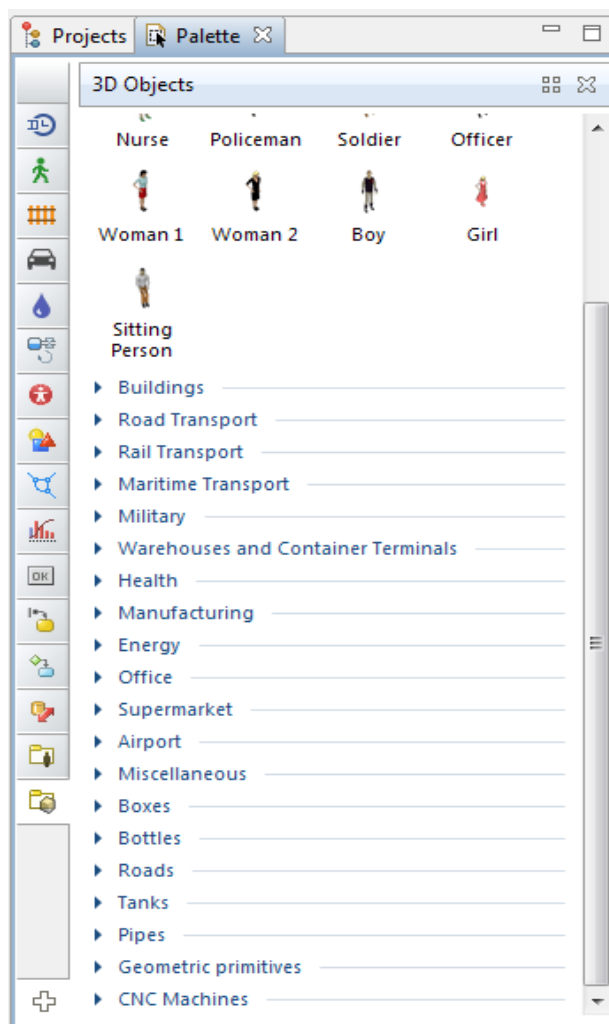 Projects Palette
3D Objects
Nurse Policeman Soldier Officer
Woman 1 Woman 2 Boy Girl
Sitting
Person
Buildings
Road Transport
Rail Transport
Maritime Transport
Military
Warehouses and Container Terminals
Health
Manufacturing
Energy
Office
Supermarket
Airport
Miscellaneous
Boxes
Bottles
Roads
Tanks
Pipes
Geometric primitives
CNC Machines
OK